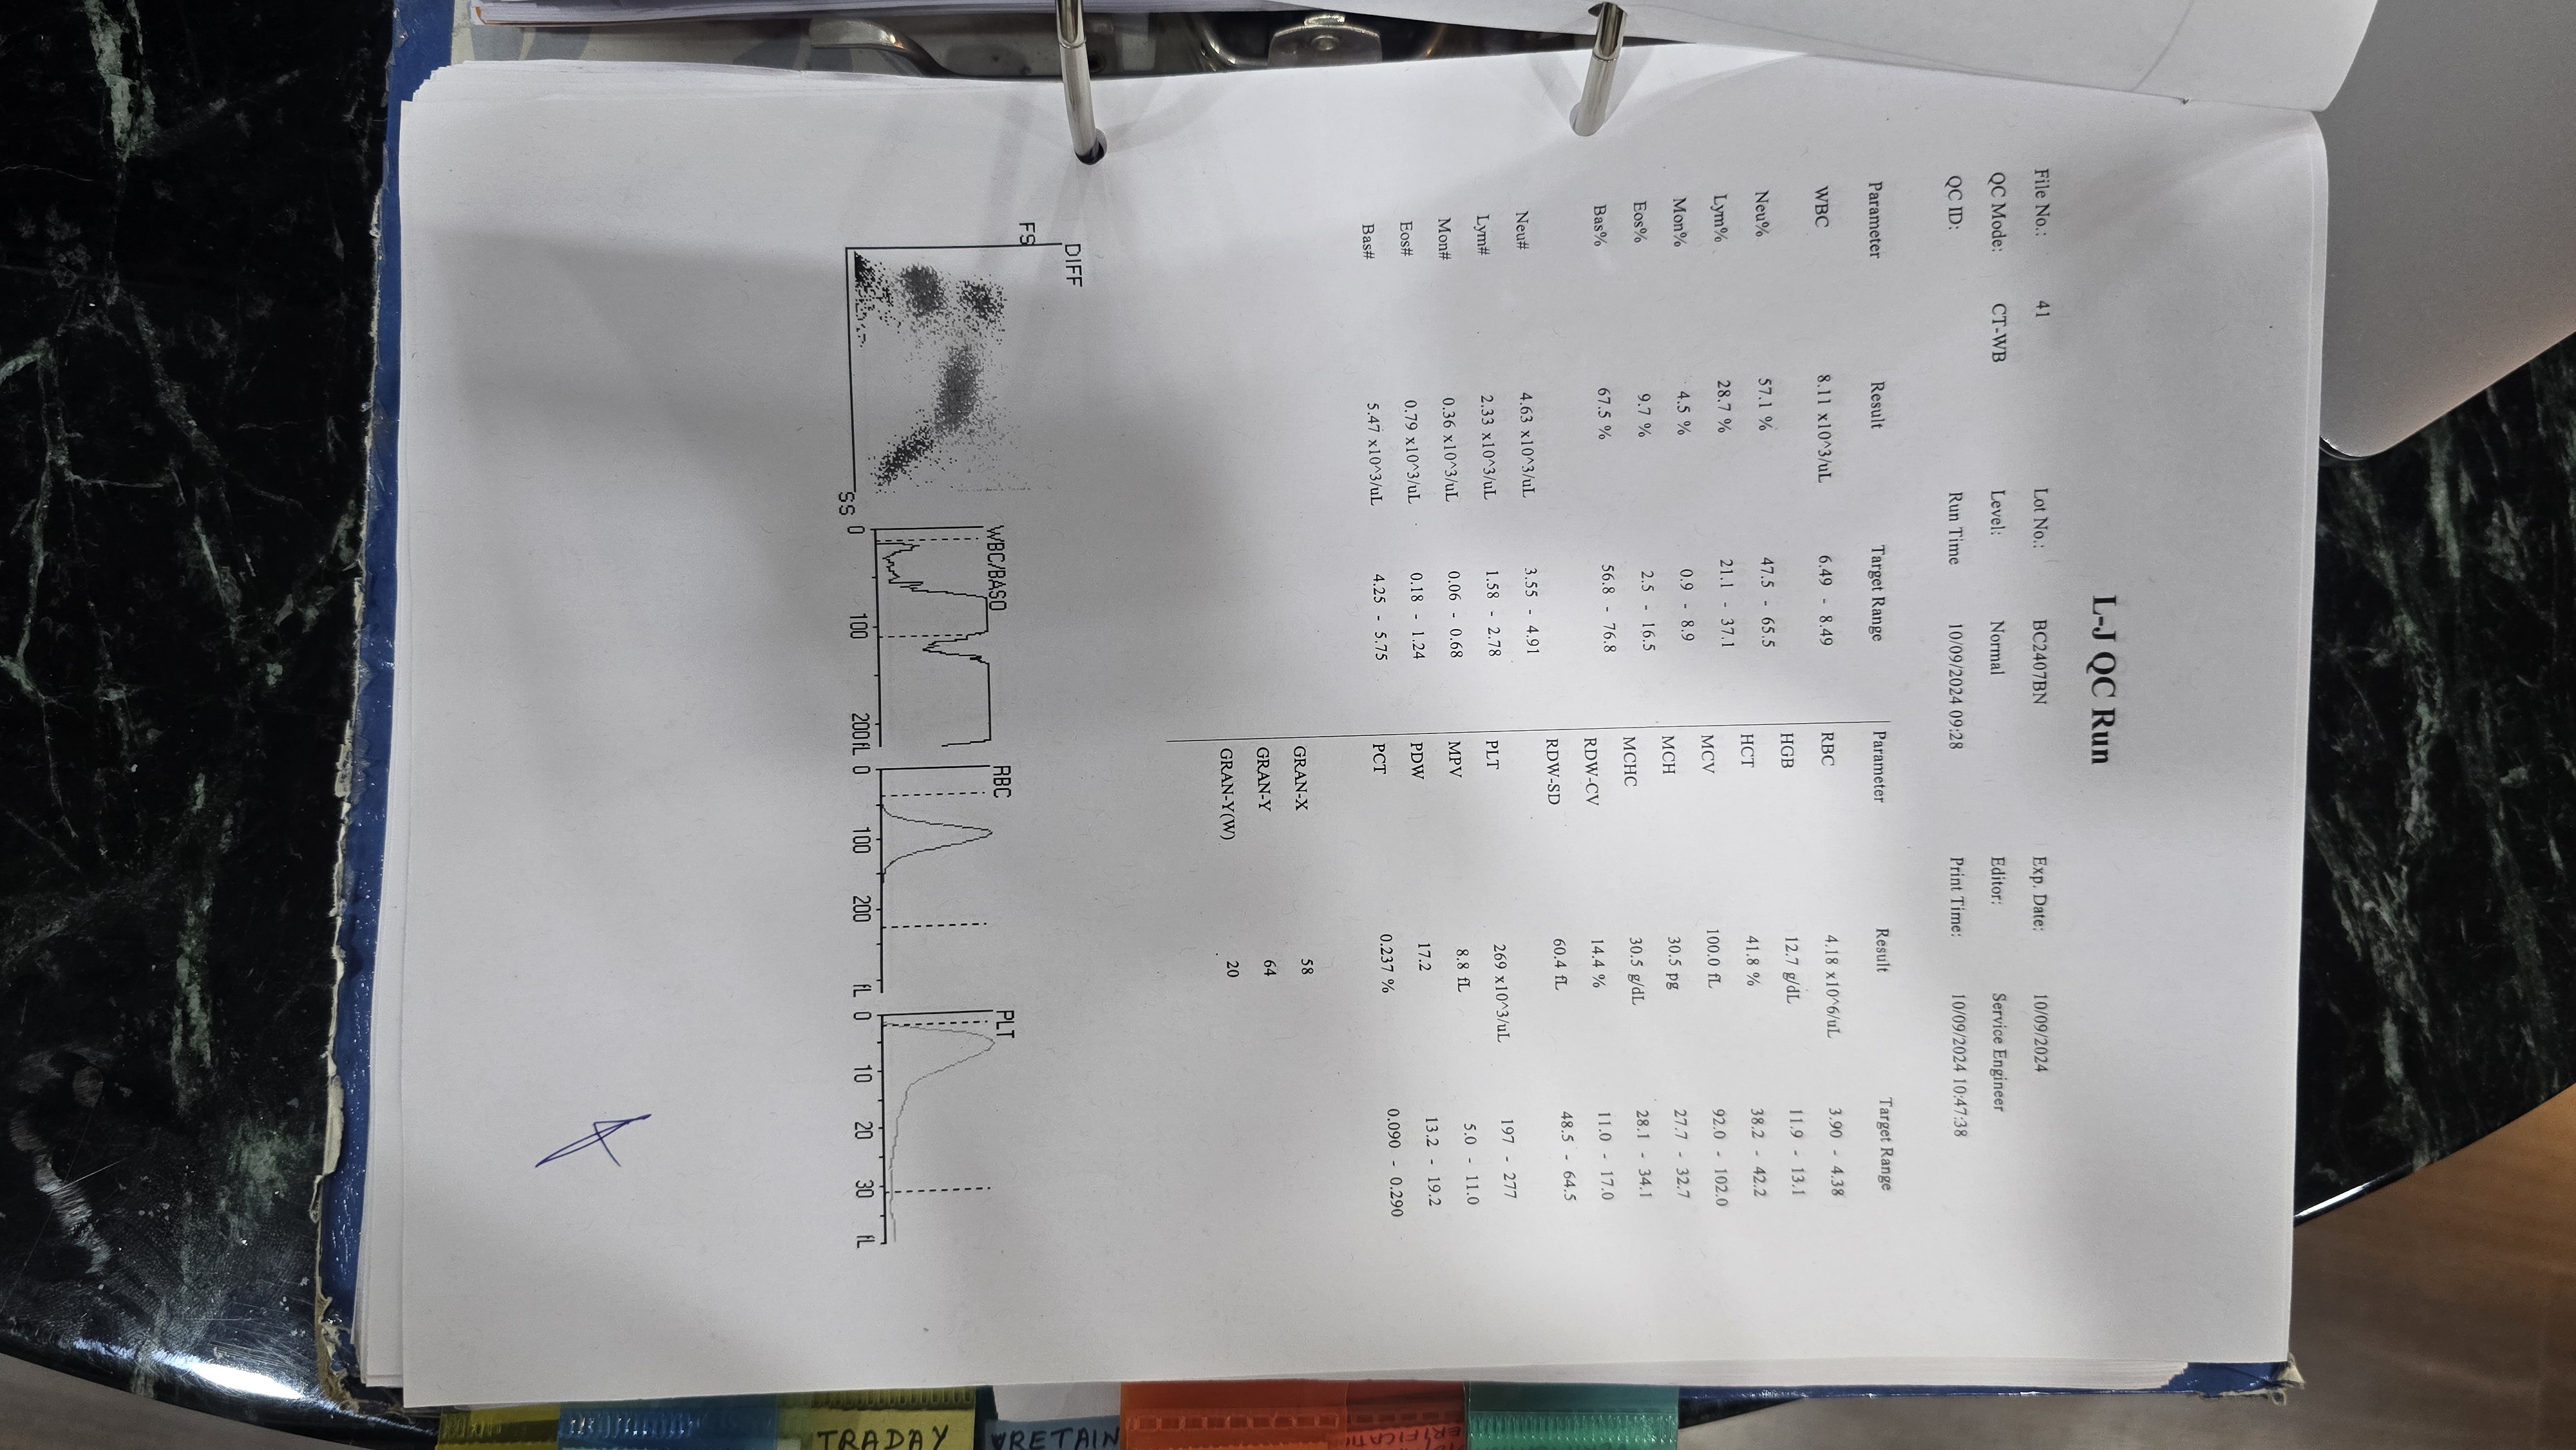 L-J QC Run
File No.: 41 Lot No.: BC2407BN Exp. Date: 10/09/2024
QC Mode: CT-WB Level: Normal Editor: Service Engineer
QC ID: Run Time 10/09/2024 09:28 Print Time: 10/09/2024 10:47:38
Parameter Result Target Range Parameter Result Target Range
WBC 8.11 x10^3/uL 6.49 - 8.49 RBC 4.18 x10^6/uL 3.90 - 4.38
HGB 12.7 g/dL 11.9 - 13.1
Neu% 57.1 % 47.5 - 65.5 HCT 41.8 % 38.2 - 42.2
Lym% 28.7 % 21.1 - 37.1 MCV 100.0 fL 92.0 - 102.0
Mon% 4.5 % 0.9 - 8.9 MCH 30.5 pg 27.7 - 32.7
Eos% 9.7 % 2.5 - 16.5 MCHC 30.5 g/dL 28.1 - 34.1
Bas% 67.5 % 56.8 - 76.8 RDW-CV 14.4 % 11.0 - 17.0
RDW-SD 60.4 fL 48.5 - 64.5
Neu# 4.63 x10^3/uL 3.55 - 4.91
Lym# 2.33 x10^3/uL 1.58 - 2.78 PLT 269 x10^3/uL 197 - 277
Mon# 0.36 x10^3/uL 0.06 - 0.68 MPV 8.8 fL 5.0 - 11.0
Eos# 0.79 x10^3/uL 0.18 - 1.24 PDW 17.2 13.2 - 19.2
Bas# 5.47 x10^3/uL 4.25 - 5.75 PCT 0.237 % 0.090 - 0.290
GRAN-X 58
GRAN-Y 64
GRAN-Y(W) 20
DIFF
FS WBC/BASO RBC PLT
SS 0 100 200 fL 0 100 200 fL 0 10 20 30 fL
TRADAY
RETAIN
ERIFICATI